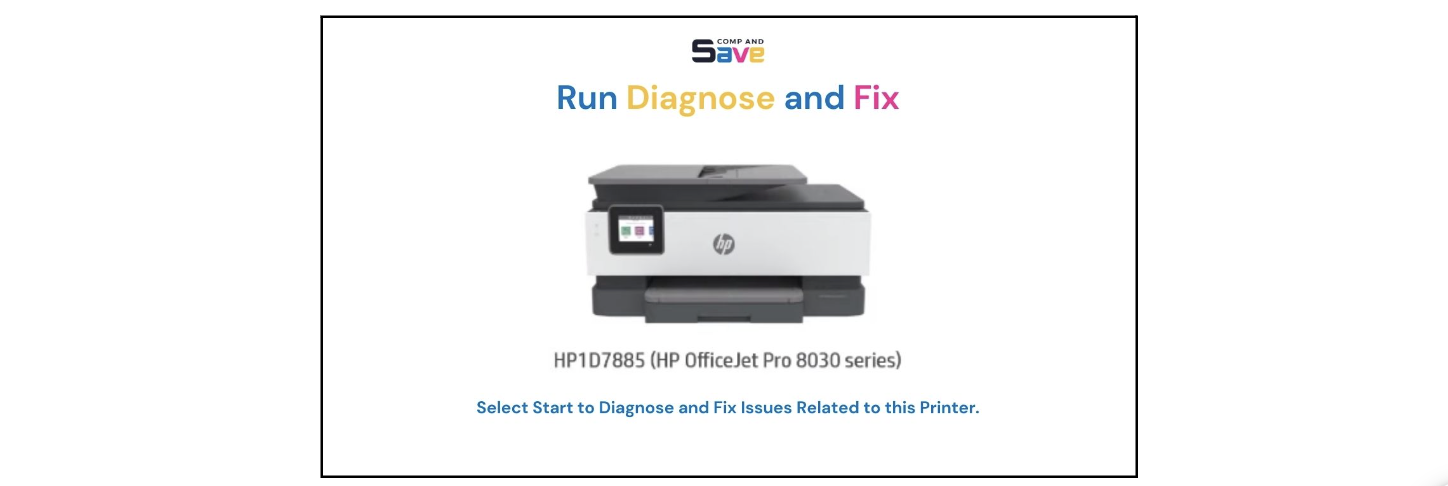 COMP AND
Save
Run Diagnose and Fix
hp
HP1D7885 (HP OfficeJet Pro 8030 series)
Select Start to Diagnose and Fix Issues Related to this Printer.